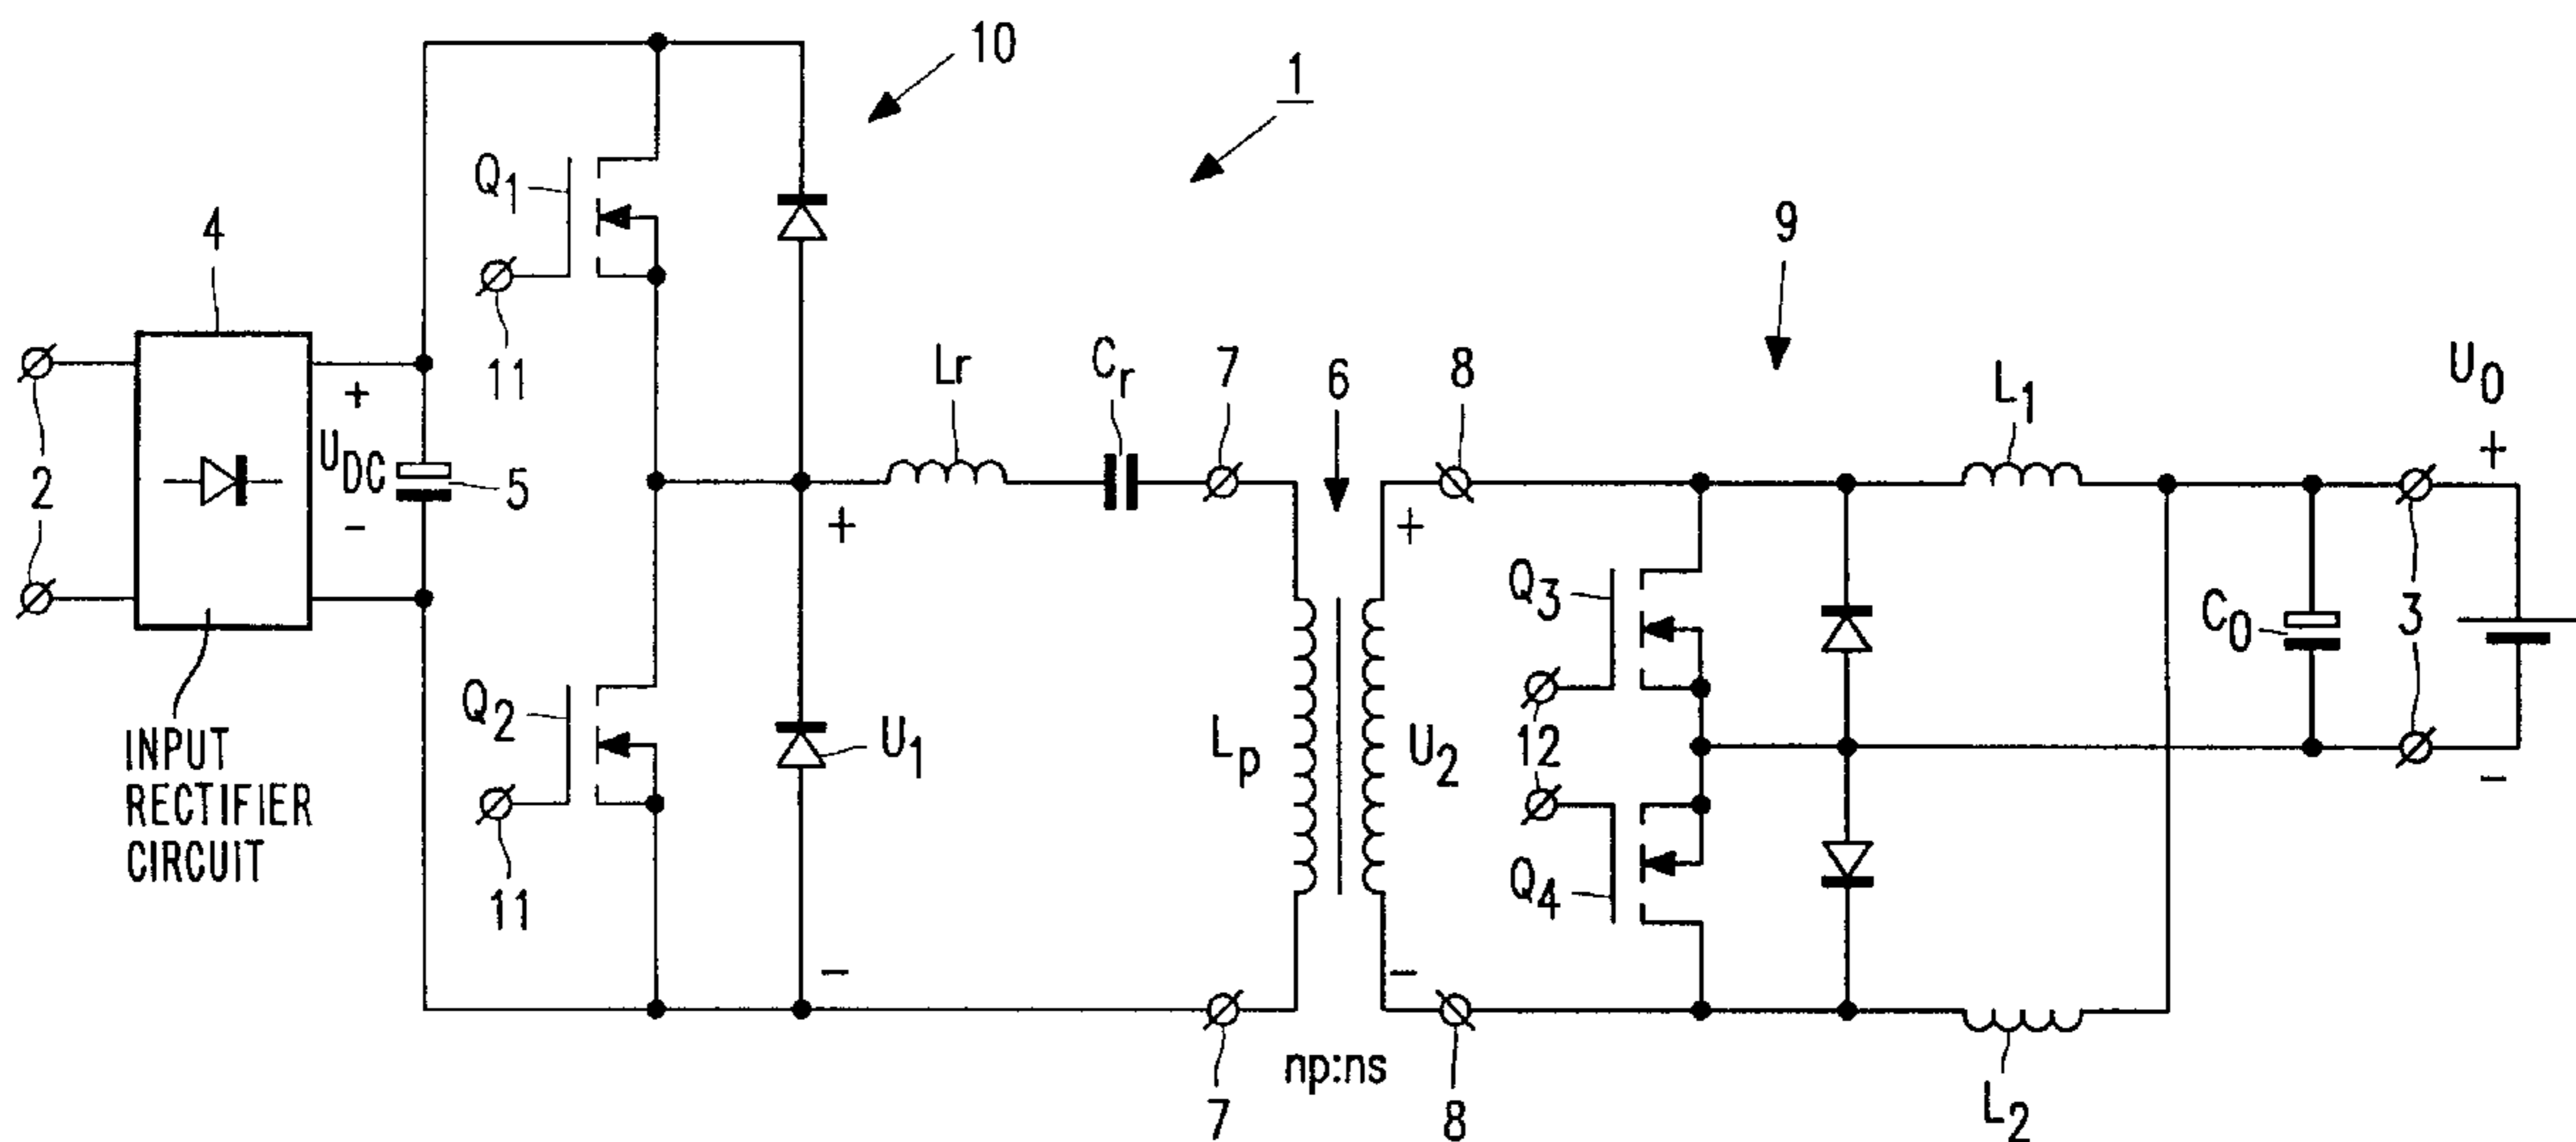 10
1
Q1
4
9
11
Lr
Cr
7
6
8
L1
U0
+
+
UDC
5
2
-
+
+
Q3
C0
3
Q2
U1
Lp
U2
12
-
INPUT
RECTIFIER
CIRCUIT
11
Q4
-
-
np:ns
7
8
L2